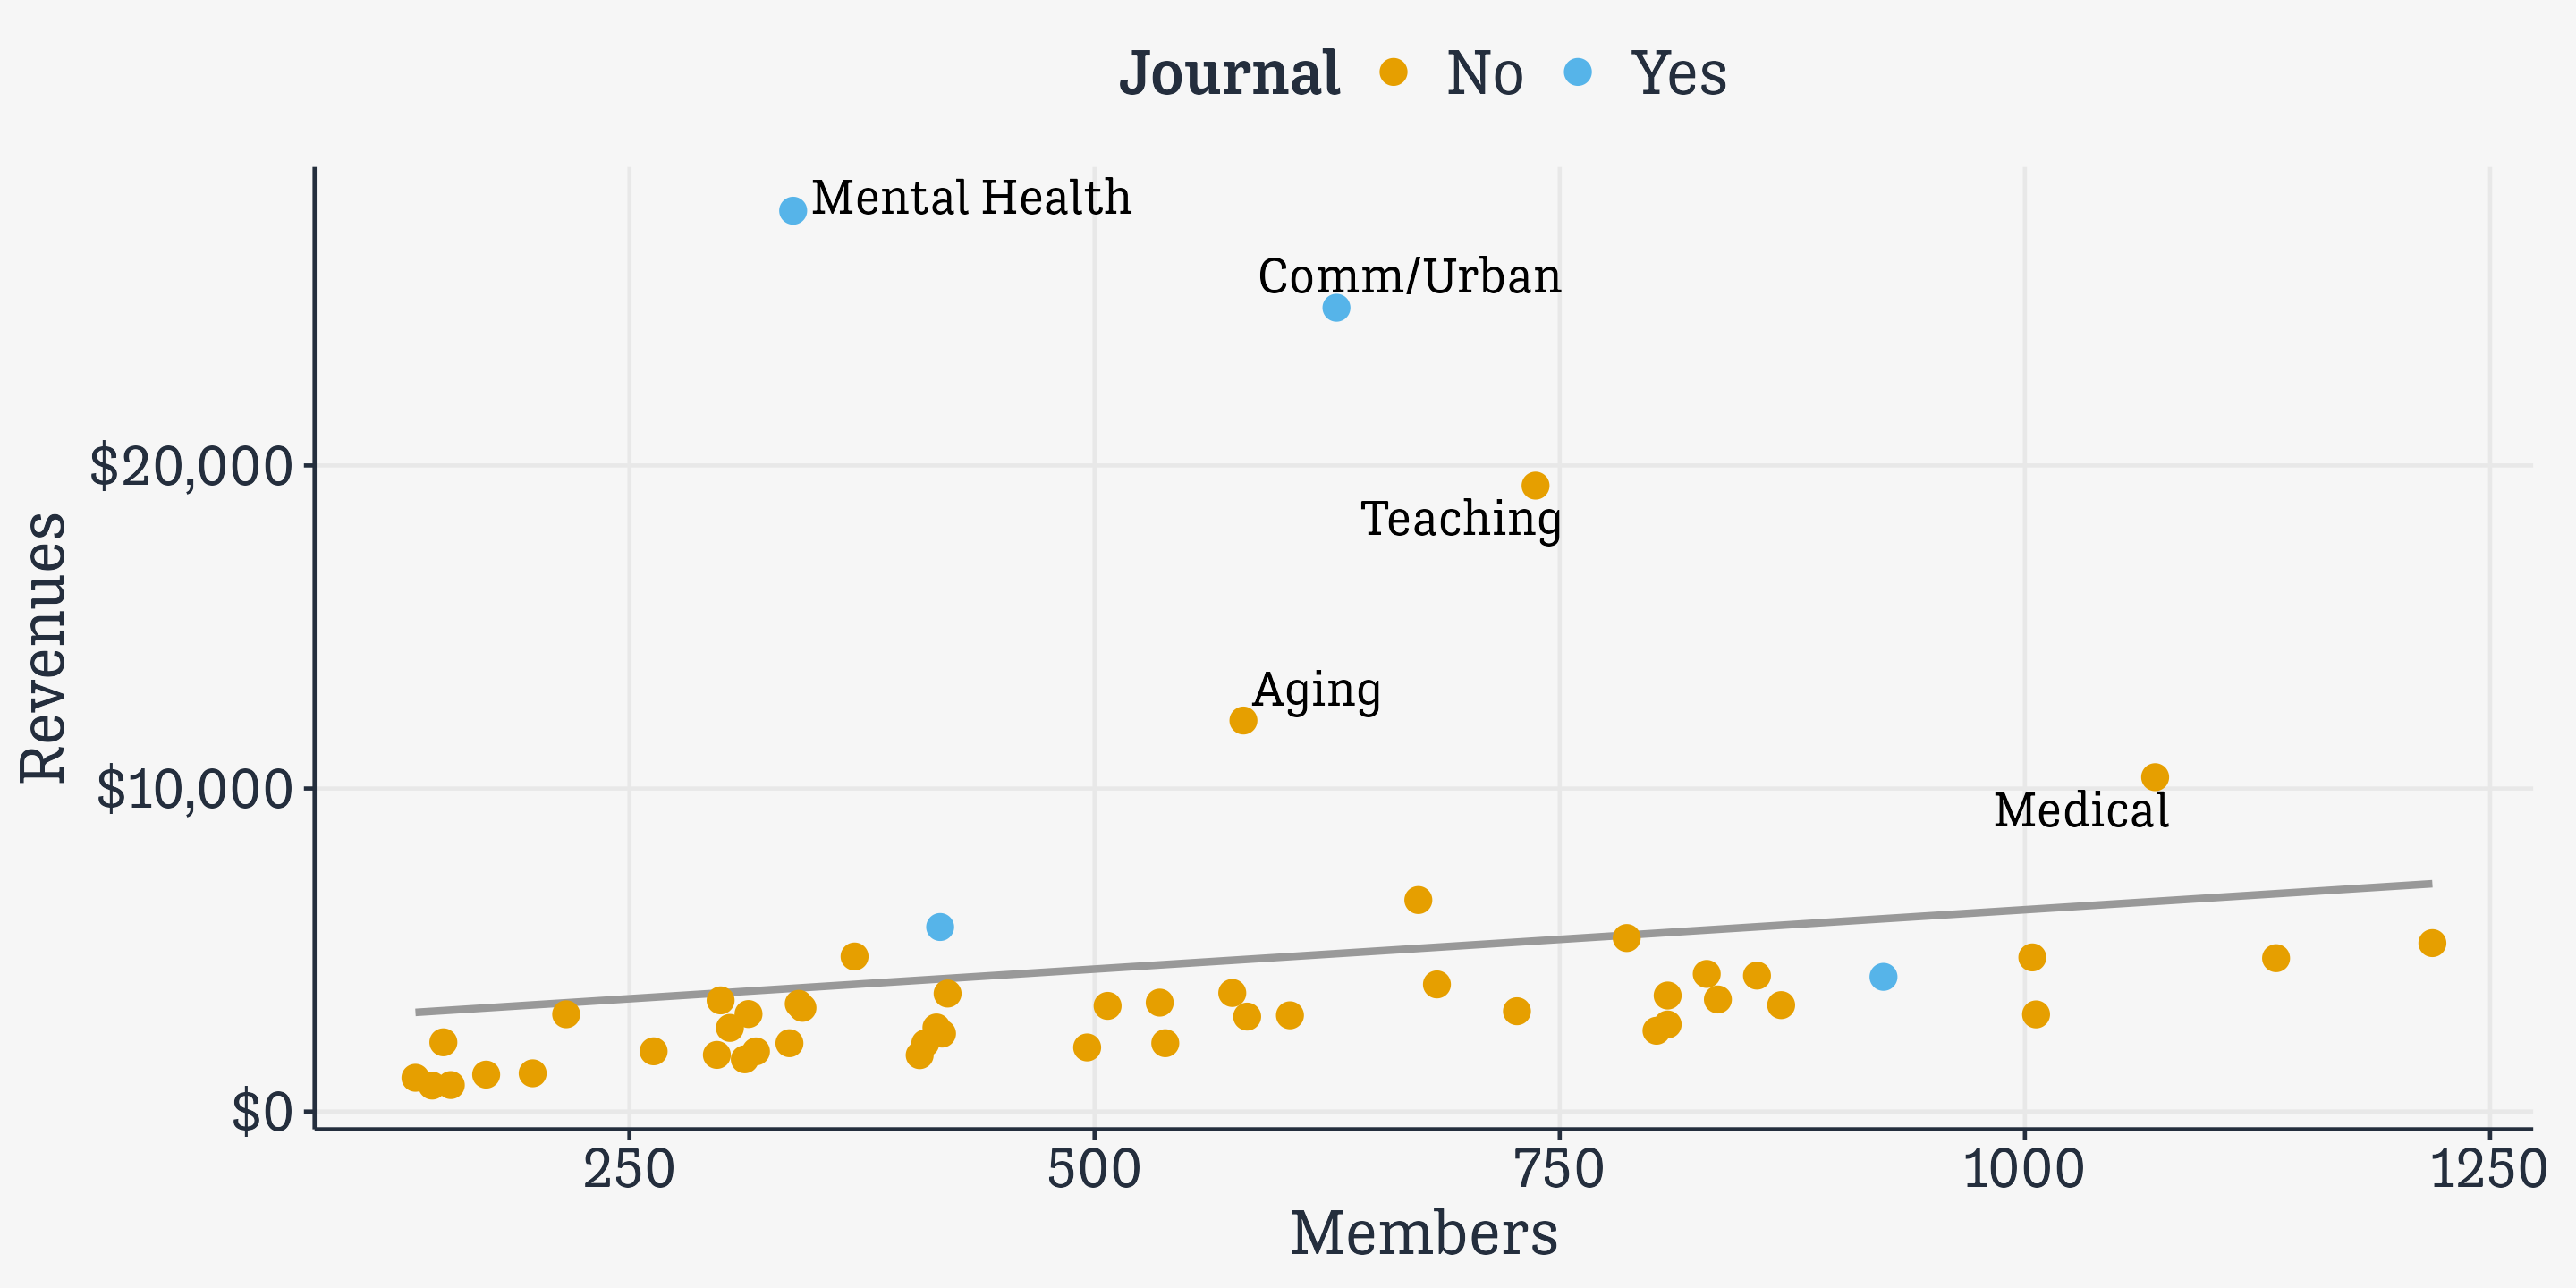 Journal No Yes
Mental Health
Comm/Urban
$20,000
Teaching
Revenues
Aging
$10,000
Medical
$0
250 500 750 1000 1250
Members